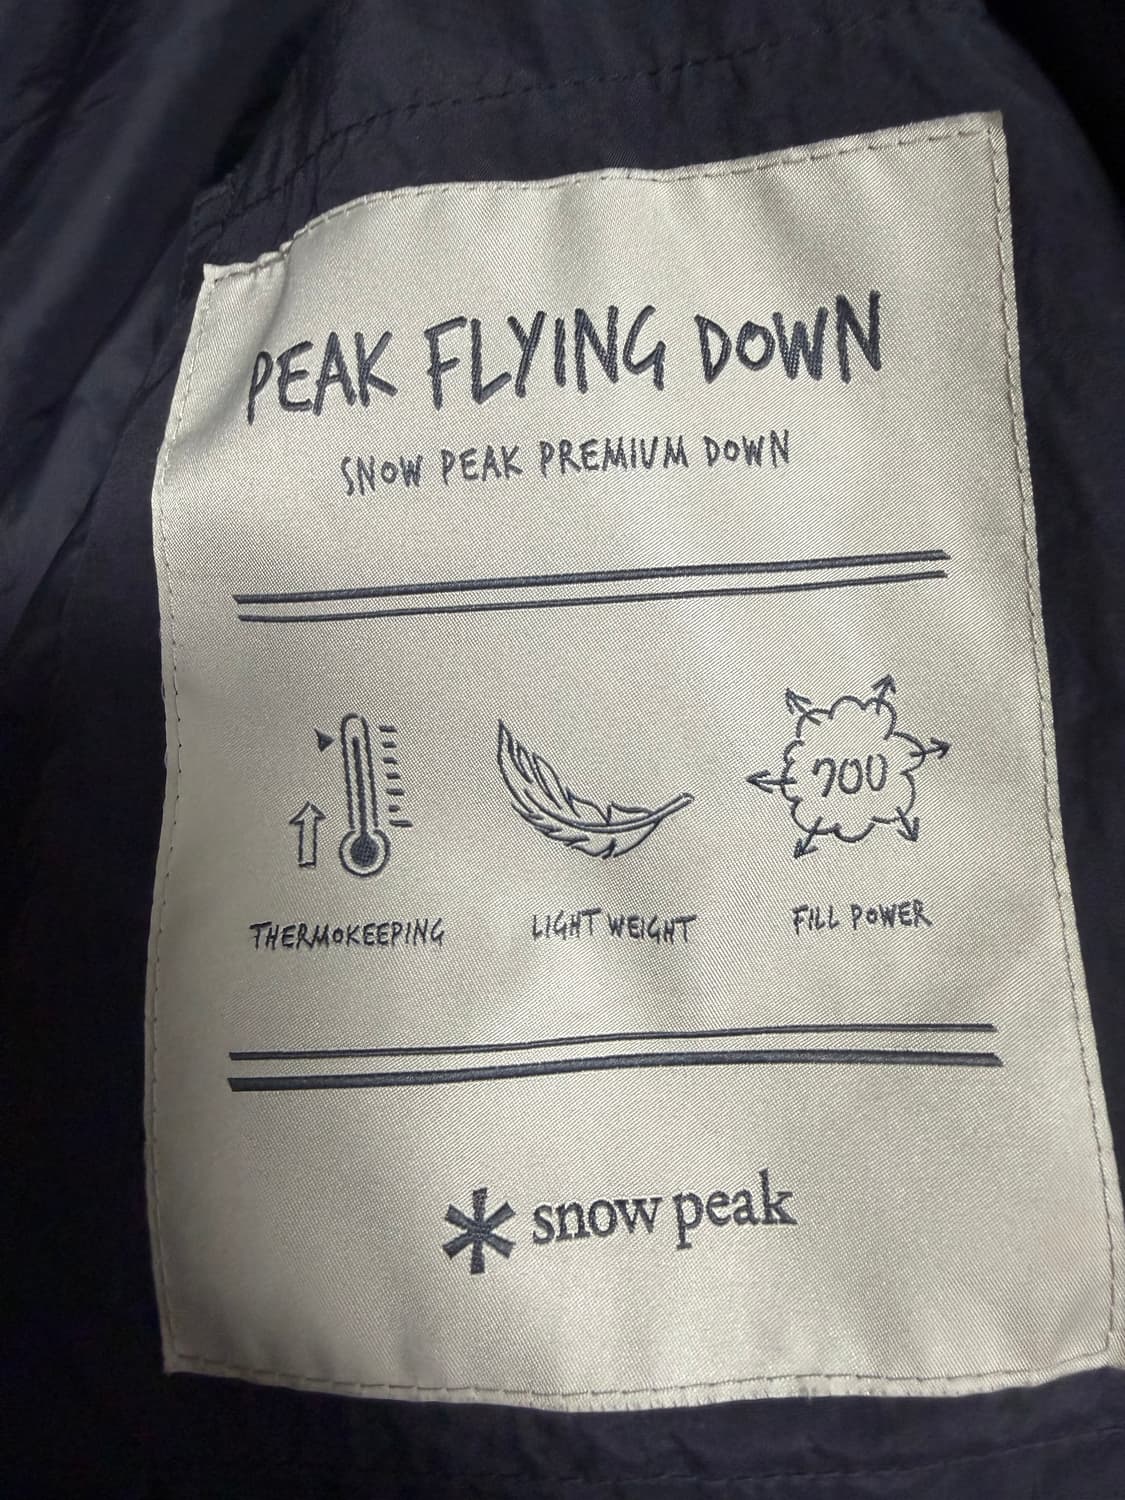 PEAK FLYING DOWN
SNOW PEAK PREMIUM DOWN
700
THERMOKEEPING
LIGHT WEIGHT
FILL POWER
snow peak